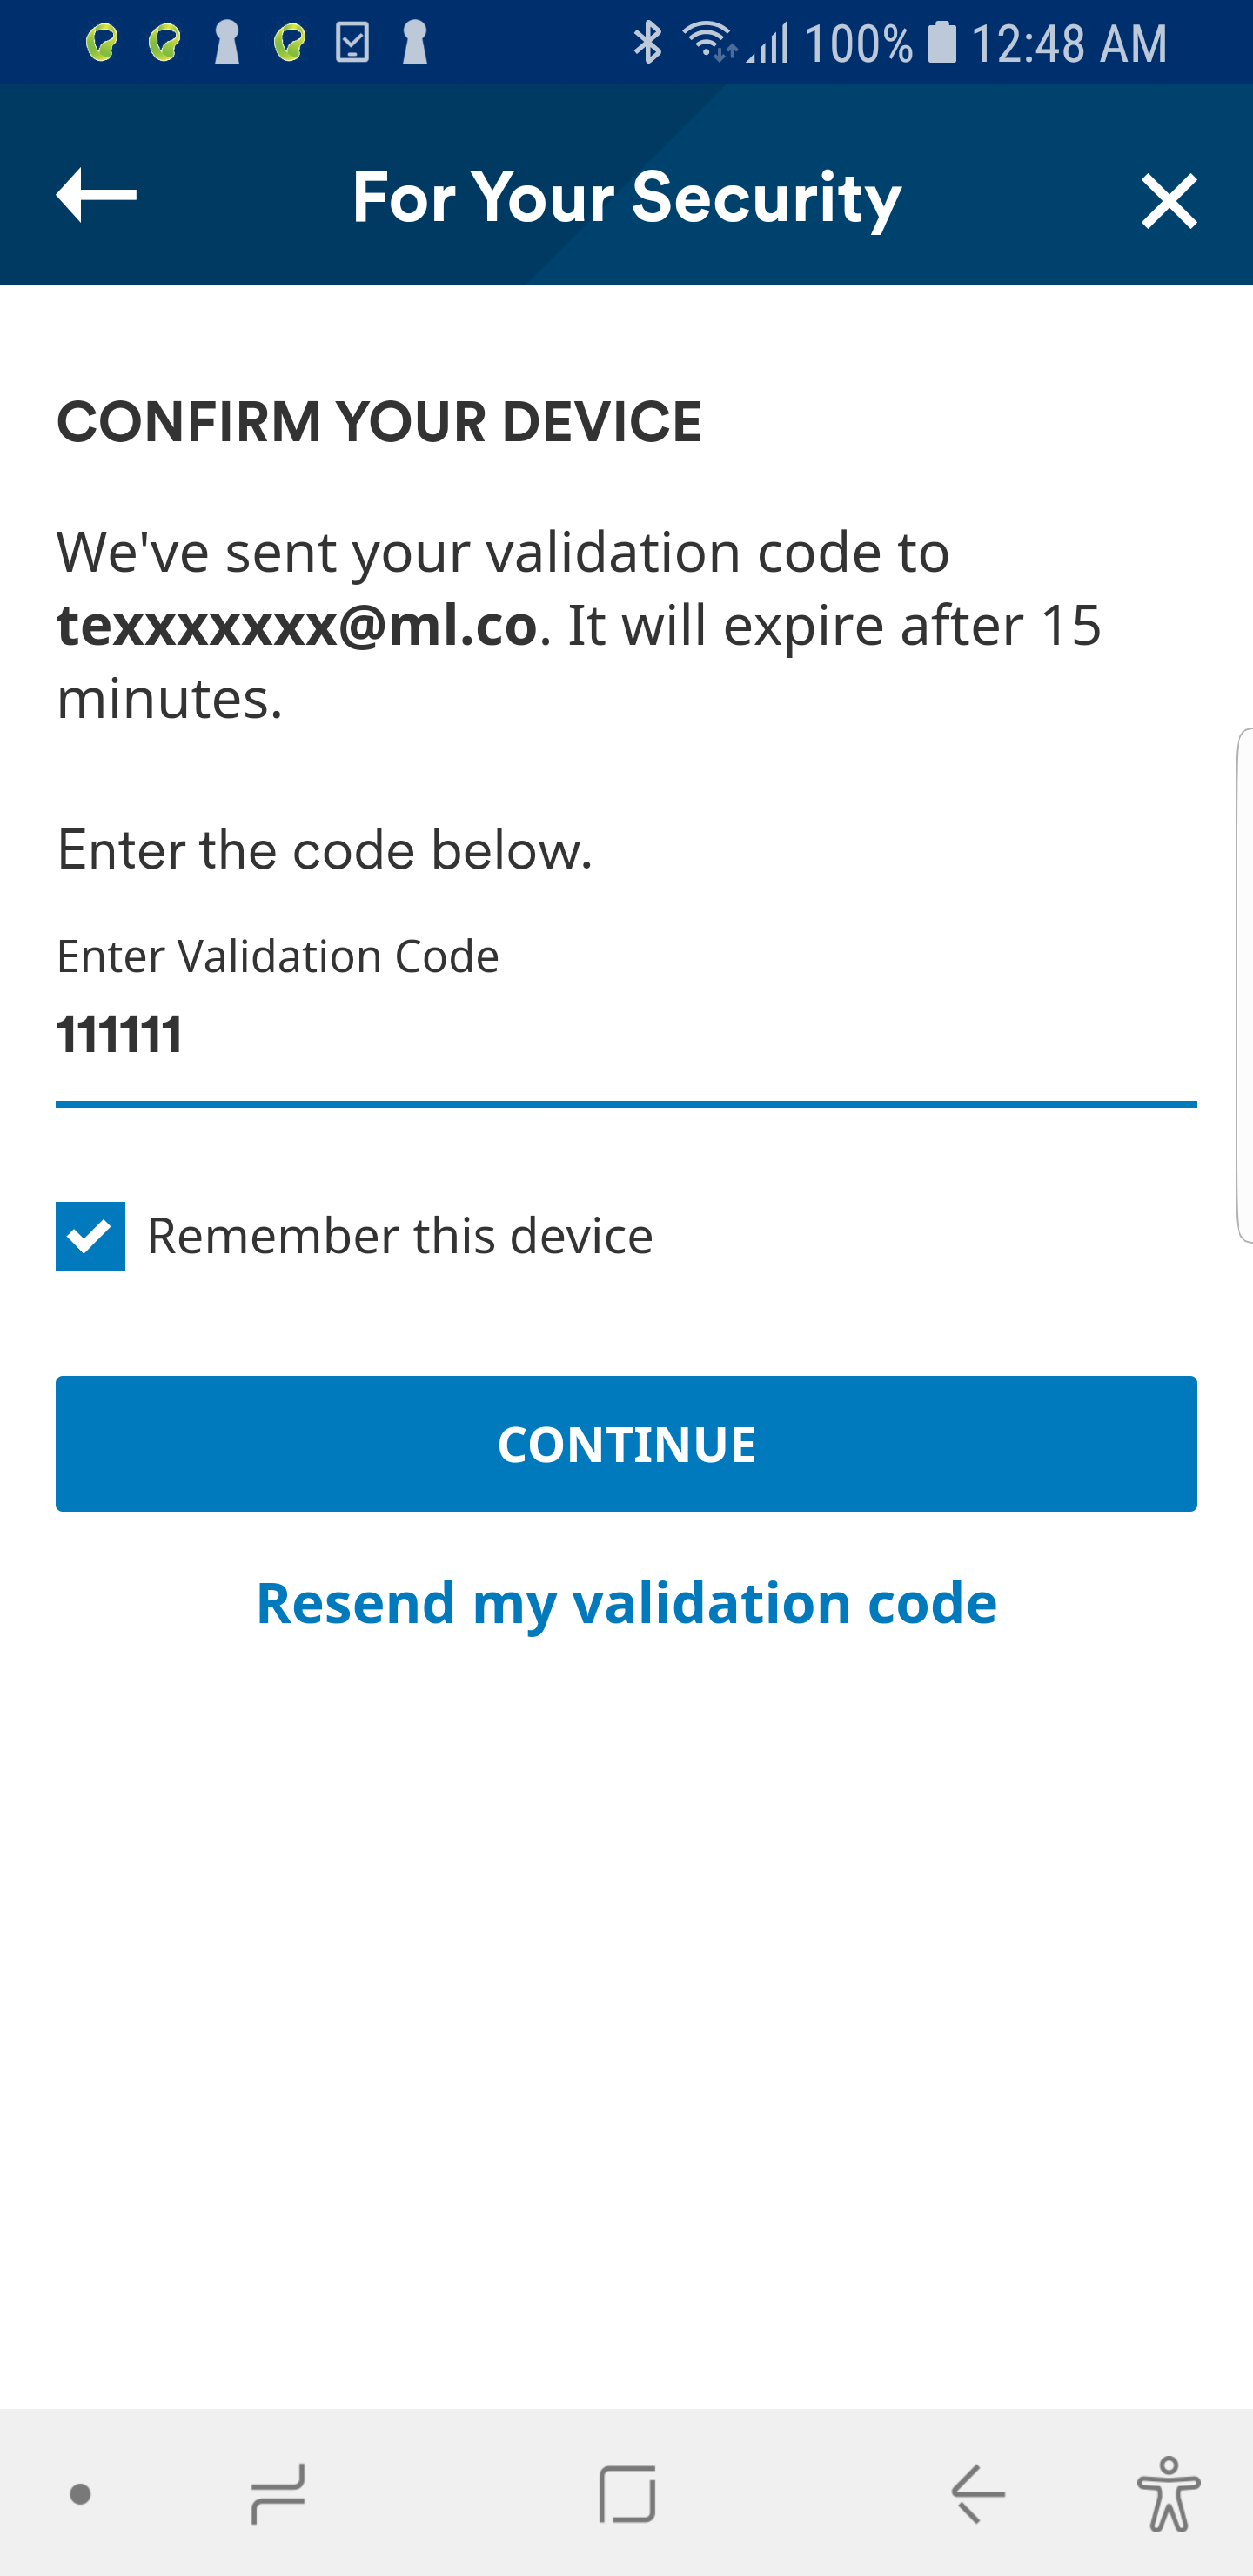 100% 12:48 AM
For Your Security
CONFIRM YOUR DEVICE
We've sent your validation code to
texxxxxxx@ml.co. It will expire after 15
minutes.
Enter the code below.
Enter Validation Code
111111
Remember this device
CONTINUE
Resend my validation code